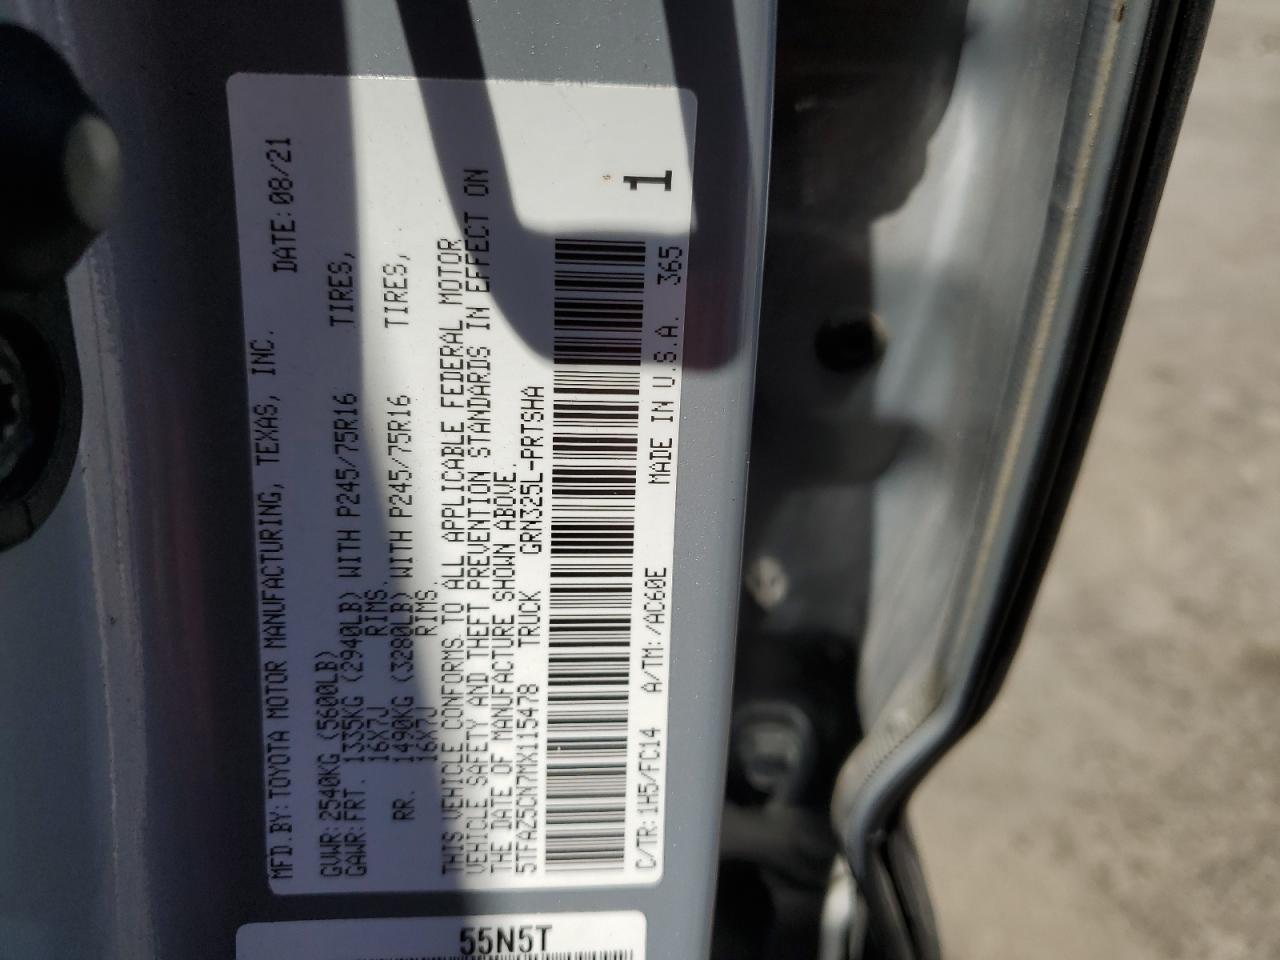 MFD.BY:TOYOTA MOTOR MANUFACTURING, TEXAS, INC. DATE:08/21
GVWR:2540KG (5600LB)
GAWR:FRT. 1335KG (2940LB) WITH P245/75R16 TIRES,
16X7J RIMS.
RR. 1490KG (3280LB) WITH P245/75R16 TIRES,
16X7J RIMS.
THIS VEHICLE CONFORMS TO ALL APPLICABLE FEDERAL MOTOR
VEHICLE SAFETY AND THEFT PREVENTION STANDARDS IN EFFECT ON
THE DATE OF MANUFACTURE SHOWN ABOVE.
5TFAZ5CN7MX115478 TRUCK GRN325L-PRTSHA
1
C/TR:1H5/FC14 A/TM:/AC60E MADE IN U.S.A. 365
55N5T